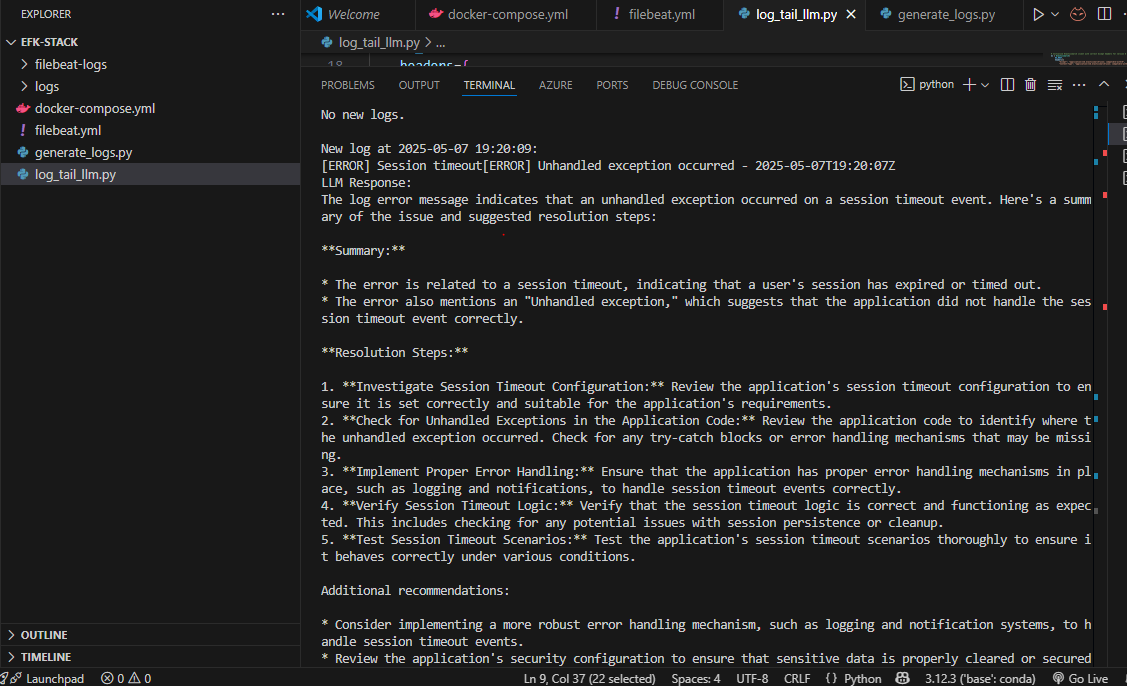 EXPLORER
Welcome
docker-compose.yml
! filebeat.yml
log_tail_llm.py
generate_logs.py
EFK-STACK
filebeat-logs
logs
docker-compose.yml
! filebeat.yml
generate_logs.py
log_tail_llm.py
log_tail_llm.py > ...
18 headers={
PROBLEMS OUTPUT TERMINAL AZURE PORTS DEBUG CONSOLE
python
No new logs.
New log at 2025-05-07 19:20:09:
[ERROR] Session timeout[ERROR] Unhandled exception occurred - 2025-05-07T19:20:07Z
LLM Response:
The log error message indicates that an unhandled exception occurred on a session timeout event. Here's a summ
ary of the issue and suggested resolution steps:
**Summary:**
* The error is related to a session timeout, indicating that a user's session has expired or timed out.
* The error also mentions an "Unhandled exception," which suggests that the application did not handle the ses
sion timeout event correctly.
**Resolution Steps:**
1. **Investigate Session Timeout Configuration:** Review the application's session timeout configuration to en
sure it is set correctly and suitable for the application's requirements.
2. **Check for Unhandled Exceptions in the Application Code:** Review the application code to identify where t
he unhandled exception occurred. Check for any try-catch blocks or error handling mechanisms that may be missi
ng.
3. **Implement Proper Error Handling:** Ensure that the application has proper error handling mechanisms in pl
ace, such as logging and notifications, to handle session timeout events correctly.
4. **Verify Session Timeout Logic:** Verify that the session timeout logic is correct and functioning as expec
ted. This includes checking for any potential issues with session persistence or cleanup.
5. **Test Session Timeout Scenarios:** Test the application's session timeout scenarios thoroughly to ensure i
t behaves correctly under various conditions.
Additional recommendations:
* Consider implementing a more robust error handling mechanism, such as logging and notification systems, to h
andle session timeout events.
* Review the application's security configuration to ensure that sensitive data is properly cleared or secured
OUTLINE
TIMELINE
Launchpad 0 0 Ln 9, Col 37 (22 selected) Spaces: 4 UTF-8 CRLF {} Python 3.12.3 ('base': conda) Go Live